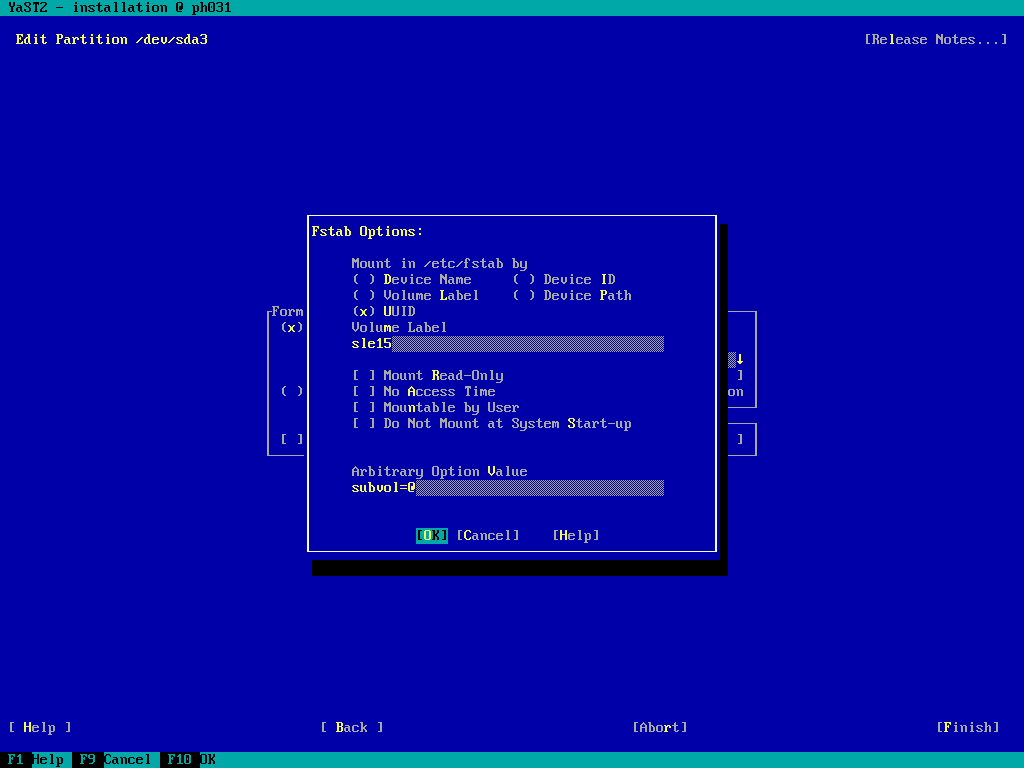 YaST2 - installation @ ph031
Edit Partition /dev/sda3 [Release Notes...]
Fstab Options:
Mount in /etc/fstab by
( ) Device Name ( ) Device ID
( ) Volume Label ( ) Device Path
Form (x) UUID
(x) Volume Label
sle15 ↓
[ ] Mount Read-Only ]
( ) [ ] No Access Time on
[ ] Mountable by User
[ ] Do Not Mount at System Start-up
[ ] ]
Arbitrary Option Value
subvol=@
[OK] [Cancel] [Help]
[ Help ] [ Back ] [Abort] [Finish]
F1 Help F9 Cancel F10 OK